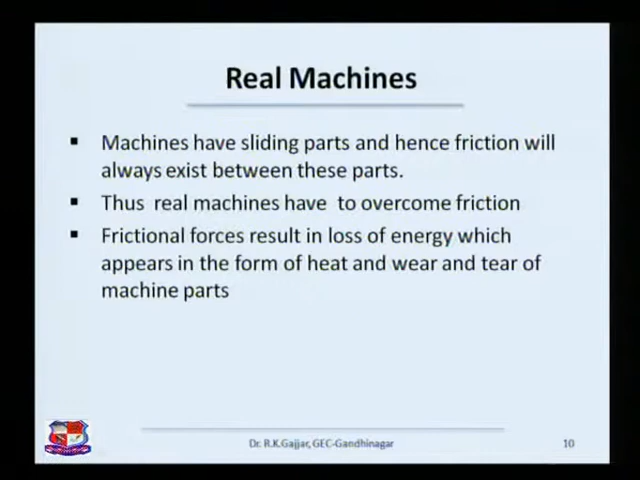 Real Machines
▪ Machines have sliding parts and hence friction will
always exist between these parts.
▪ Thus real machines have to overcome friction
▪ Frictional forces result in loss of energy which
appears in the form of heat and wear and tear of
machine parts
Dr. R.K.Gajjar, GEC-Gandhinagar
10